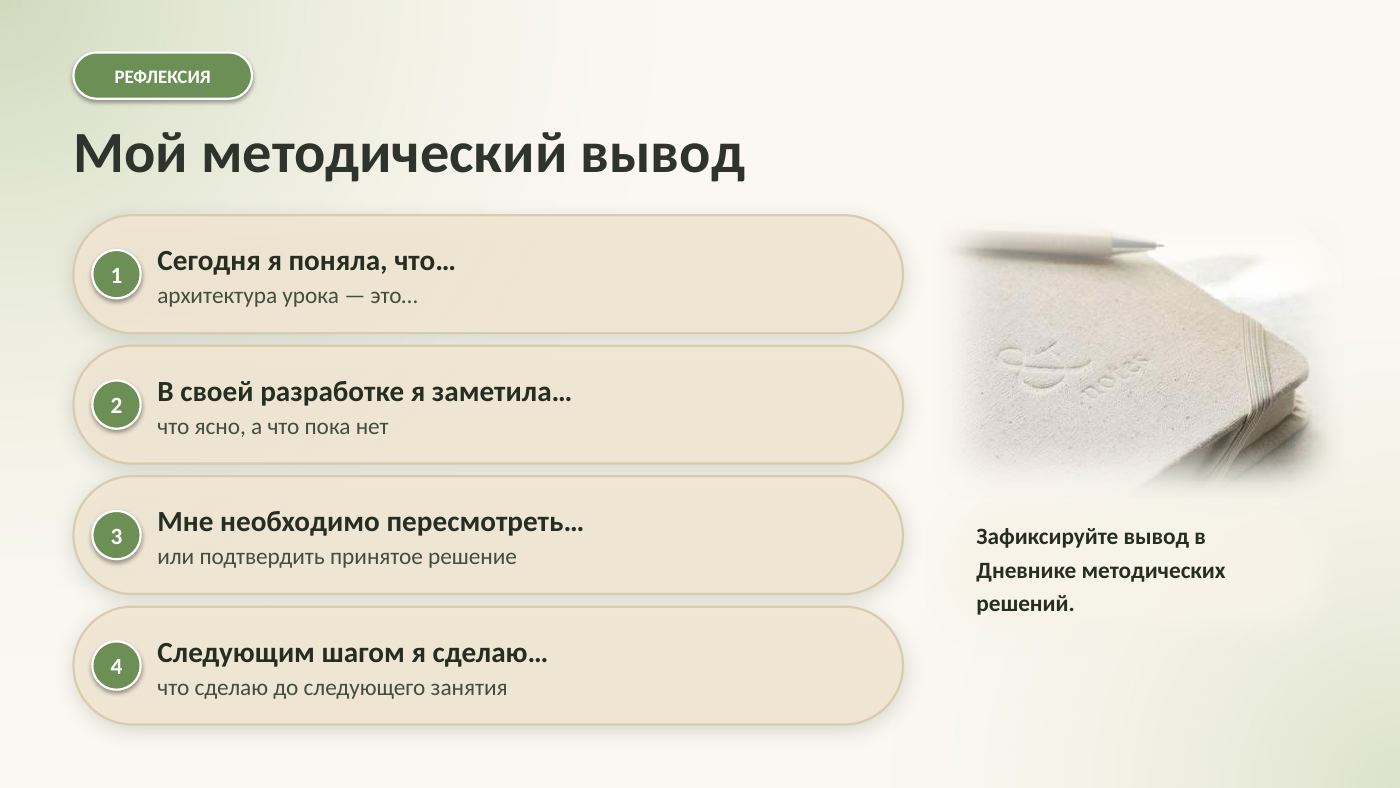 РЕФЛЕКСИЯ
Мой методический вывод
1
Сегодня я поняла, что…
архитектура урока — это…
2
В своей разработке я заметила…
что ясно, а что пока нет
3
Мне необходимо пересмотреть…
или подтвердить принятое решение
4
Следующим шагом я сделаю…
что сделаю до следующего занятия
notes
Зафиксируйте вывод в
Дневнике методических
решений.